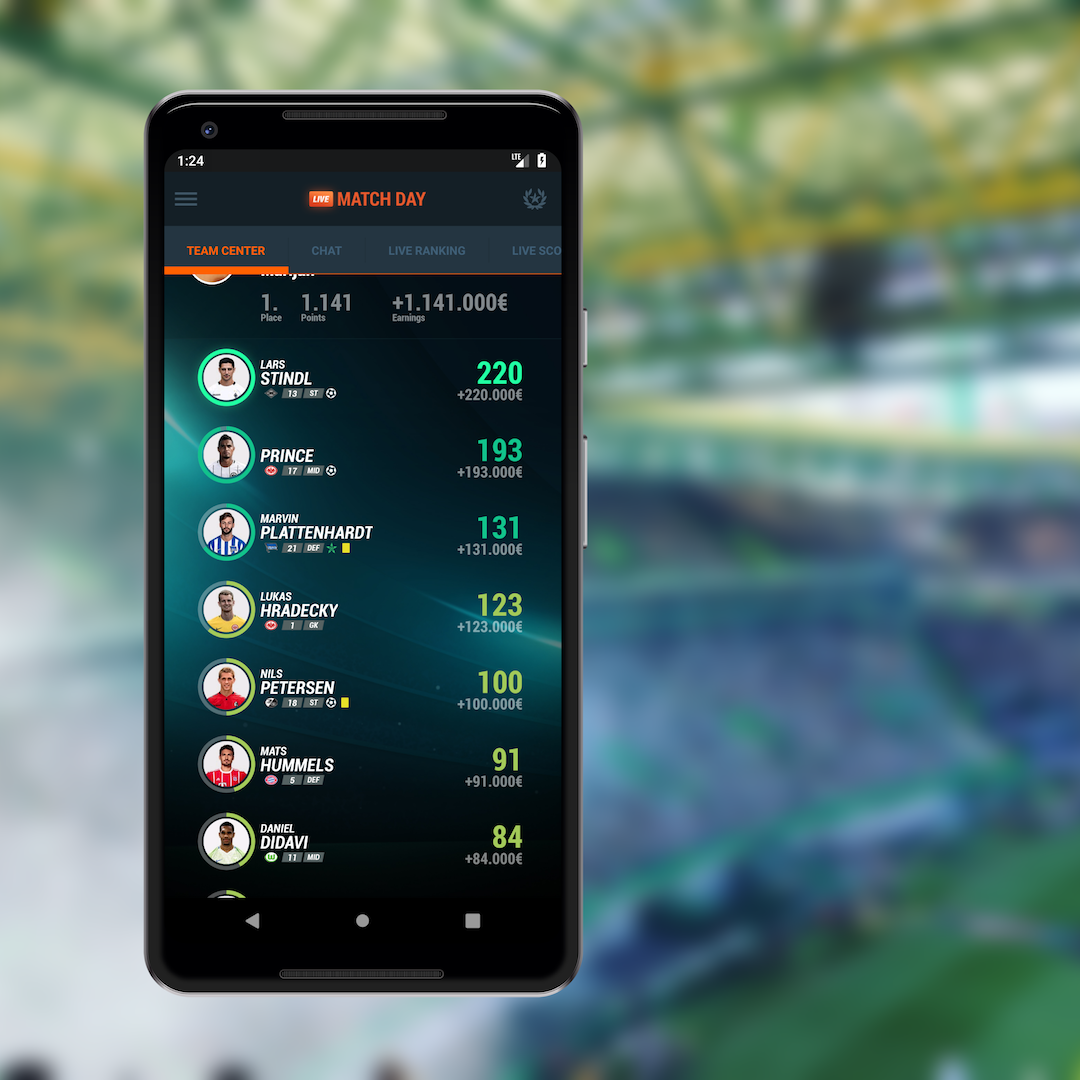 1:24
LTE
LIVE MATCH DAY
TEAM CENTER CHAT LIVE RANKING LIVE SCO
1. 1.141 +1.141.000€
Place Points Earnings
LARS
STINDL
13 ST
220
+220.000€
PRINCE
17 MID
193
+193.000€
MARVIN
PLATTENHARDT
21 DEF
131
+131.000€
LUKAS
HRADECKY
1 GK
123
+123.000€
NILS
PETERSEN
18 ST
100
+100.000€
MATS
HUMMELS
5 DEF
91
+91.000€
DANIEL
DIDAVI
11 MID
84
+84.000€